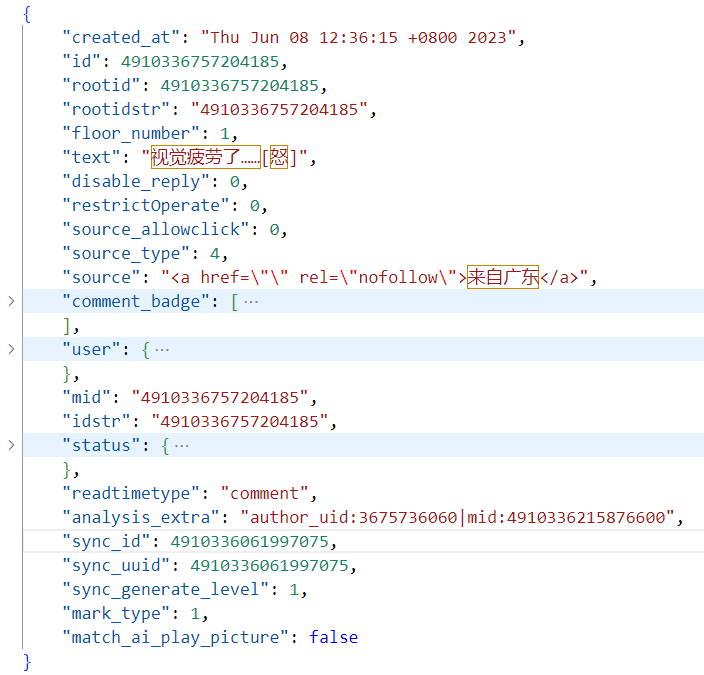 {
"created_at": "Thu Jun 08 12:36:15 +0800 2023",
"id": 4910336757204185,
"rootid": 4910336757204185,
"rootidstr": "4910336757204185",
"floor_number": 1,
"text": "视觉疲劳了……[怒]",
"disable_reply": 0,
"restrictOperate": 0,
"source_allowclick": 0,
"source_type": 4,
"source": "<a href=\"\" rel=\"nofollow\">来自广东</a>",
"comment_badge": [ ···
],
"user": { ···
},
"mid": "4910336757204185",
"idstr": "4910336757204185",
"status": { ···
},
"readtimetype": "comment",
"analysis_extra": "author_uid:3675736060|mid:4910336215876600",
"sync_id": 4910336061997075,
"sync_uuid": 4910336061997075,
"sync_generate_level": 1,
"mark_type": 1,
"match_ai_play_picture": false
}